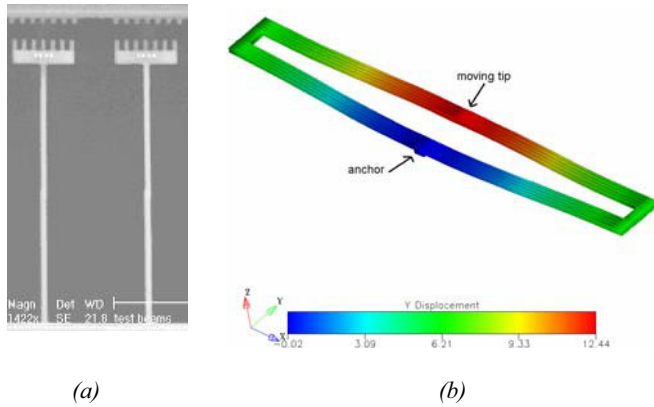 moving tip
anchor
Magn Det WD
1422x SE 21.8 test beams
Z
Y
X
Y Displacement
-0.02 3.09 6.21 9.33 12.44
(a) (b)